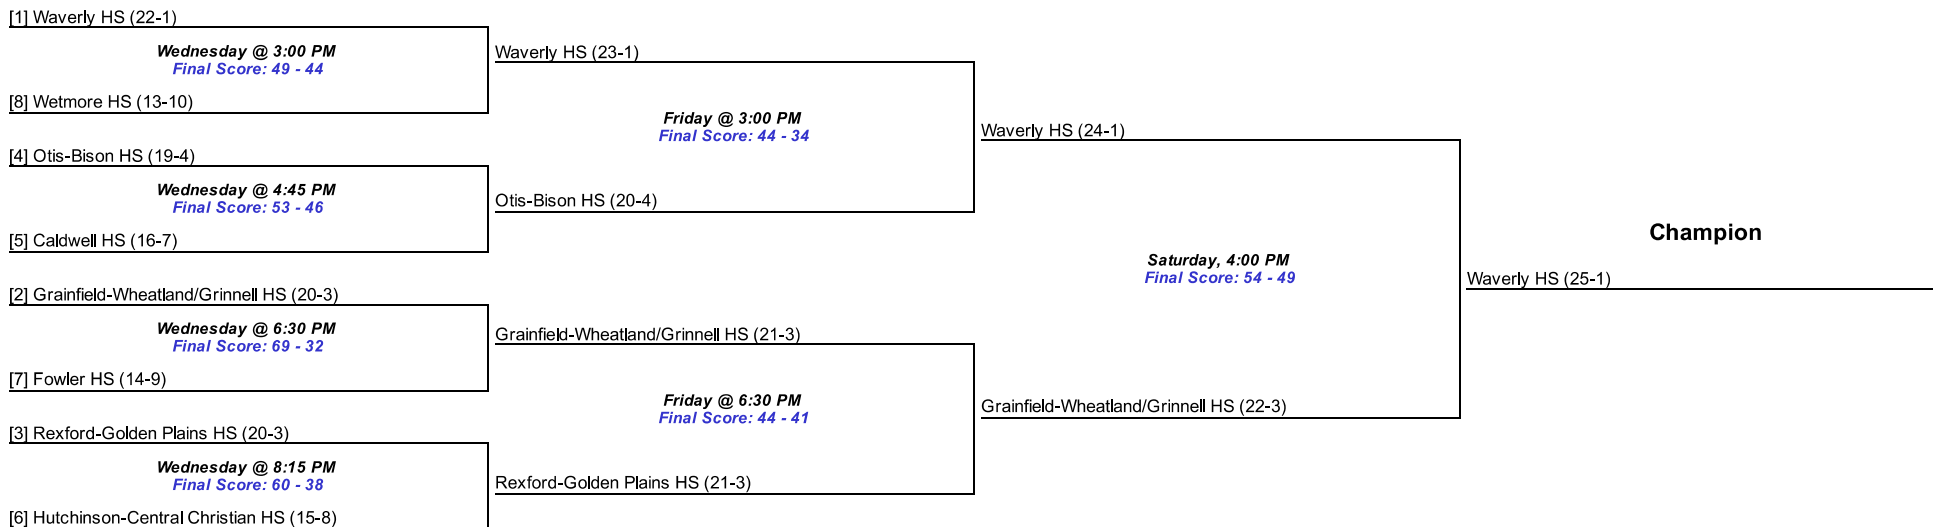 [1] Waverly HS (22-1)
Wednesday @ 3:00 PM
Final Score: 49 - 44
[8] Wetmore HS (13-10)
[4] Otis-Bison HS (19-4)
Wednesday @ 4:45 PM
Final Score: 53 - 46
[5] Caldwell HS (16-7)
[2] Grainfield-Wheatland/Grinnell HS (20-3)
Wednesday @ 6:30 PM
Final Score: 69 - 32
[7] Fowler HS (14-9)
[3] Rexford-Golden Plains HS (20-3)
Wednesday @ 8:15 PM
Final Score: 60 - 38
[6] Hutchinson-Central Christian HS (15-8)
Waverly HS (23-1)
Friday @ 3:00 PM
Final Score: 44 - 34
Otis-Bison HS (20-4)
Grainfield-Wheatland/Grinnell HS (21-3)
Friday @ 6:30 PM
Final Score: 44 - 41
Rexford-Golden Plains HS (21-3)
Waverly HS (24-1)
Saturday, 4:00 PM
Final Score: 54 - 49
Grainfield-Wheatland/Grinnell HS (22-3)
Champion
Waverly HS (25-1)